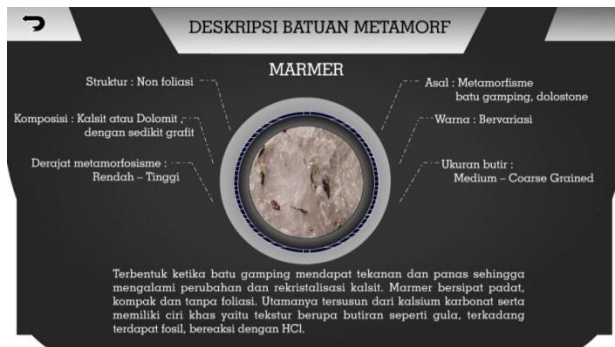 DESKRIPSI BATUAN METAMORF
MARMER
Struktur : Non foliasi
Komposisi : Kalsit atau Dolomit ,
dengan sedikit grafit
Derajat metamorfosisme :
Rendah – Tinggi
Asal : Metamorfisme
batu gamping, dolostone
Warna : Bervariasi
Ukuran butir :
Medium – Coarse Grained
Terbentuk ketika batu gamping mendapat tekanan dan panas sehingga
mengalami perubahan dan rekristalisasi kalsit. Marmer bersipat padat,
kompak dan tanpa foliasi. Utamanya tersusun dari kalsium karbonat serta
memiliki ciri khas yaitu tekstur berupa butiran seperti gula, terkadang
terdapat fosil, bereaksi dengan HCl.